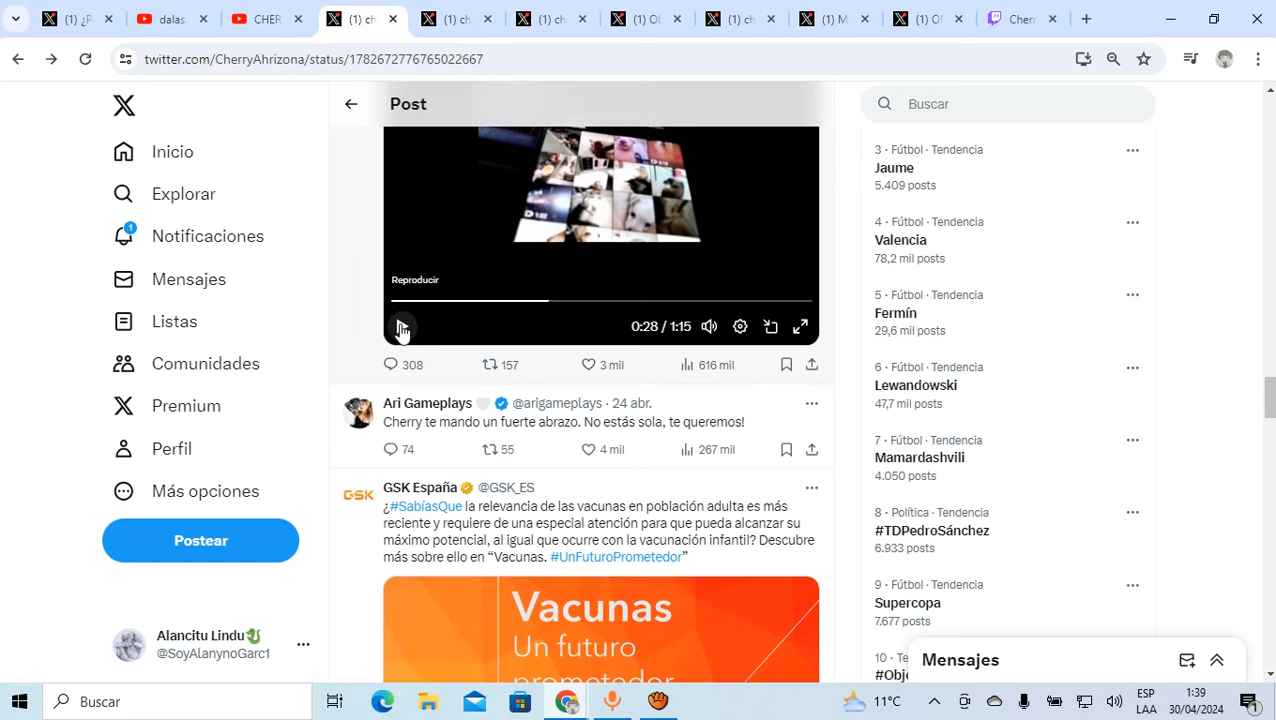 (1) ¿P
dalas
CHER
(1) ch
(1) ch
(1) ch
(1) Ol
(1) ch
(1) M
(1) Ol
Cherr
twitter.com/CherryAhrizona/status/1782672776765022667
Post
Buscar
Inicio
Explorar
1
Notificaciones
Mensajes
Listas
Comunidades
Premium
Perfil
Más opciones
Postear
Alancitu Lindu
@SoyAlanynoGarc1
Reproducir
0:28 / 1:15
308 157 3 mil 616 mil
Ari Gameplays @arigameplays · 24 abr.
Cherry te mando un fuerte abrazo. No estás sola, te queremos!
74 55 4 mil 267 mil
GSK
GSK España @GSK_ES
¿#SabíasQue la relevancia de las vacunas en población adulta es más
reciente y requiere de una especial atención para que pueda alcanzar su
máximo potencial, al igual que ocurre con la vacunación infantil? Descubre
más sobre ello en “Vacunas. #UnFuturoPrometedor”
Vacunas
Un futuro
prometedor
3 · Fútbol · Tendencia
Jaume
5.409 posts
4 · Fútbol · Tendencia
Valencia
78,2 mil posts
5 · Fútbol · Tendencia
Fermín
29,6 mil posts
6 · Fútbol · Tendencia
Lewandowski
47,7 mil posts
7 · Fútbol · Tendencia
Mamardashvili
4.050 posts
8 · Política · Tendencia
#TDPedroSánchez
6.933 posts
9 · Fútbol · Tendencia
Supercopa
7.677 posts
10 · Te
#Obje
Mensajes
Buscar
11°C
ESP
LAA
1:39
30/04/2024
1